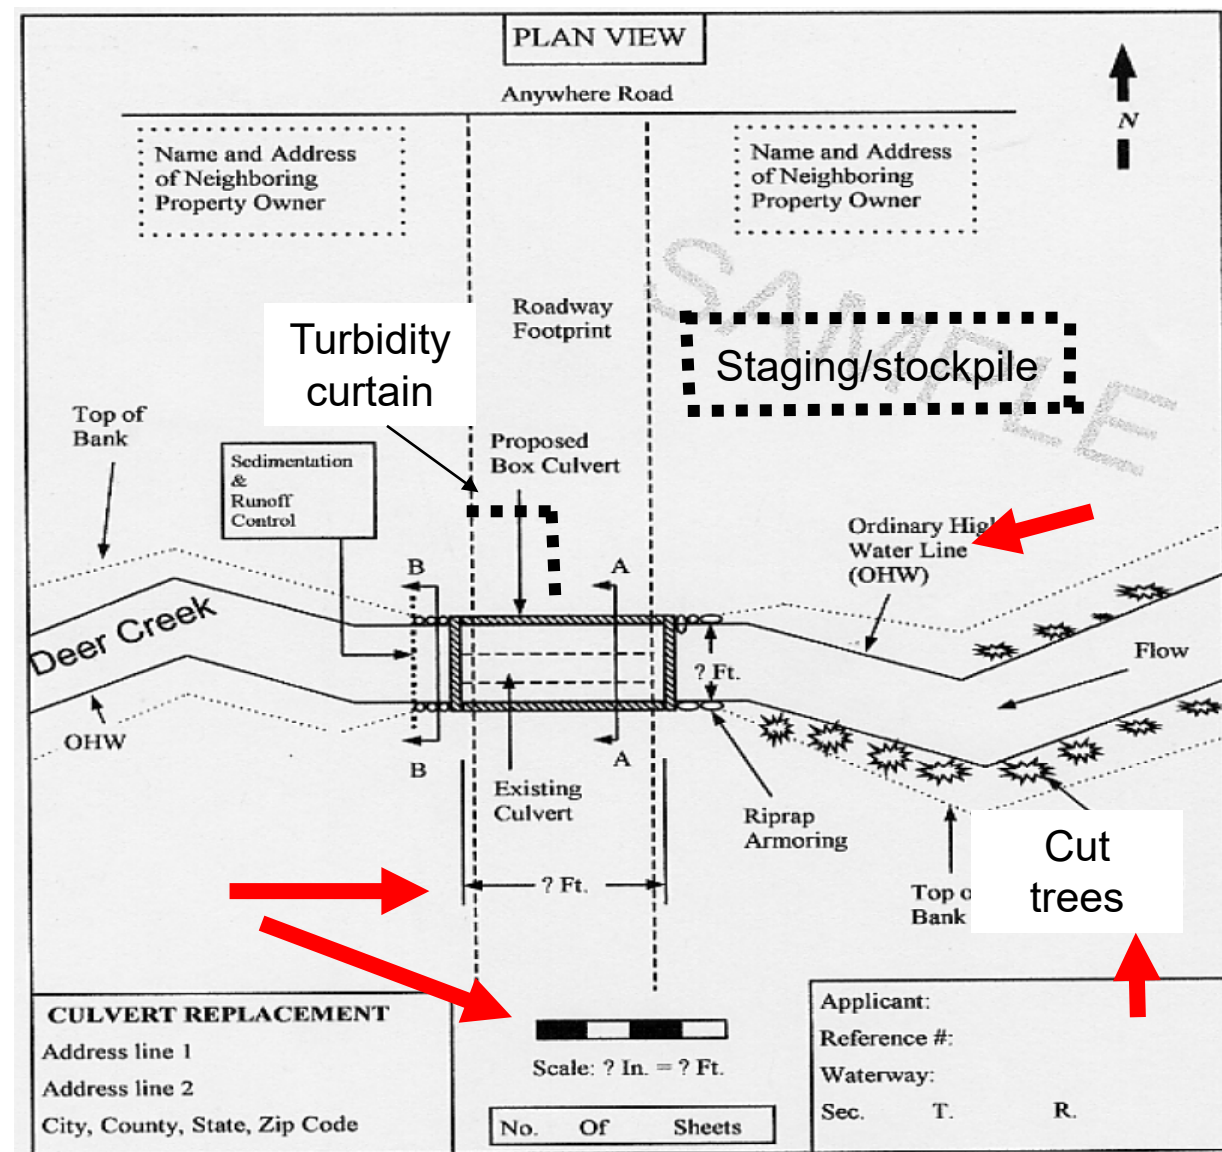 PLAN VIEW
Anywhere Road
N
Name and Address
of Neighboring
Property Owner
Name and Address
of Neighboring
Property Owner
SAMPLE
Roadway
Footprint
Turbidity
curtain
Staging/stockpile
Top of
Bank
Sedimentation
&
Runoff
Control
Proposed
Box Culvert
Ordinary Hig
Water Line
(OHW)
B
A
Deer Creek
Flow
? Ft.
OHW
B
A
Existing
Culvert
Riprap
Armoring
Cut
trees
? Ft.
Top o
Bank
CULVERT REPLACEMENT
Address line 1
Address line 2
City, County, State, Zip Code
Scale: ? In. = ? Ft.
No. Of Sheets
Applicant:
Reference #:
Waterway:
Sec. T. R.